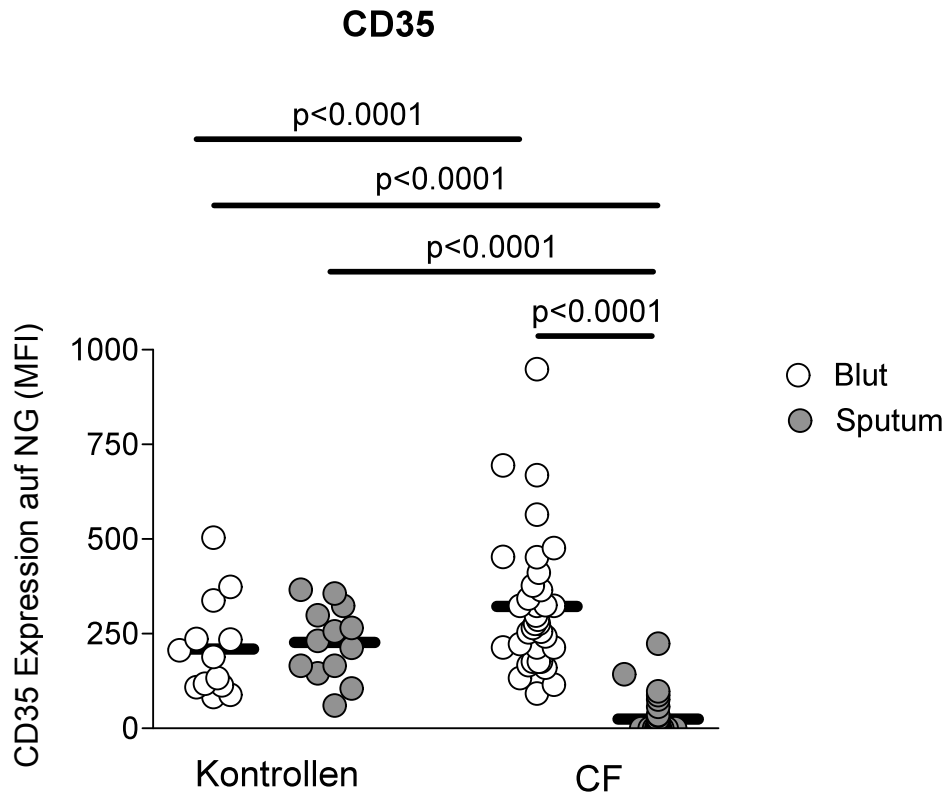 CD35
p<0.0001
p<0.0001
p<0.0001
p<0.0001
CD35 Expression auf NG (MFI)
1000
750
500
250
0
Blut
Sputum
Kontrollen
CF